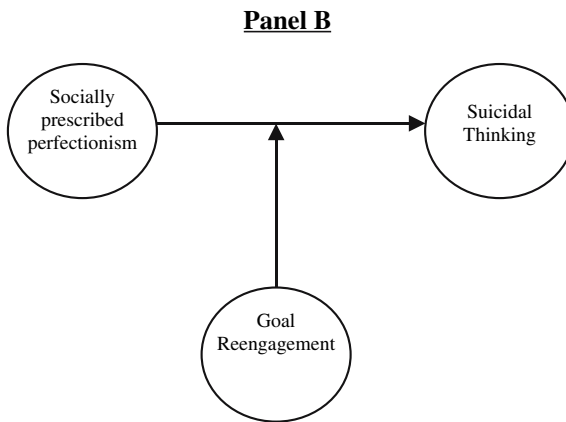 Panel B
Socially
prescribed
perfectionism
Suicidal
Thinking
Goal
Reengagement